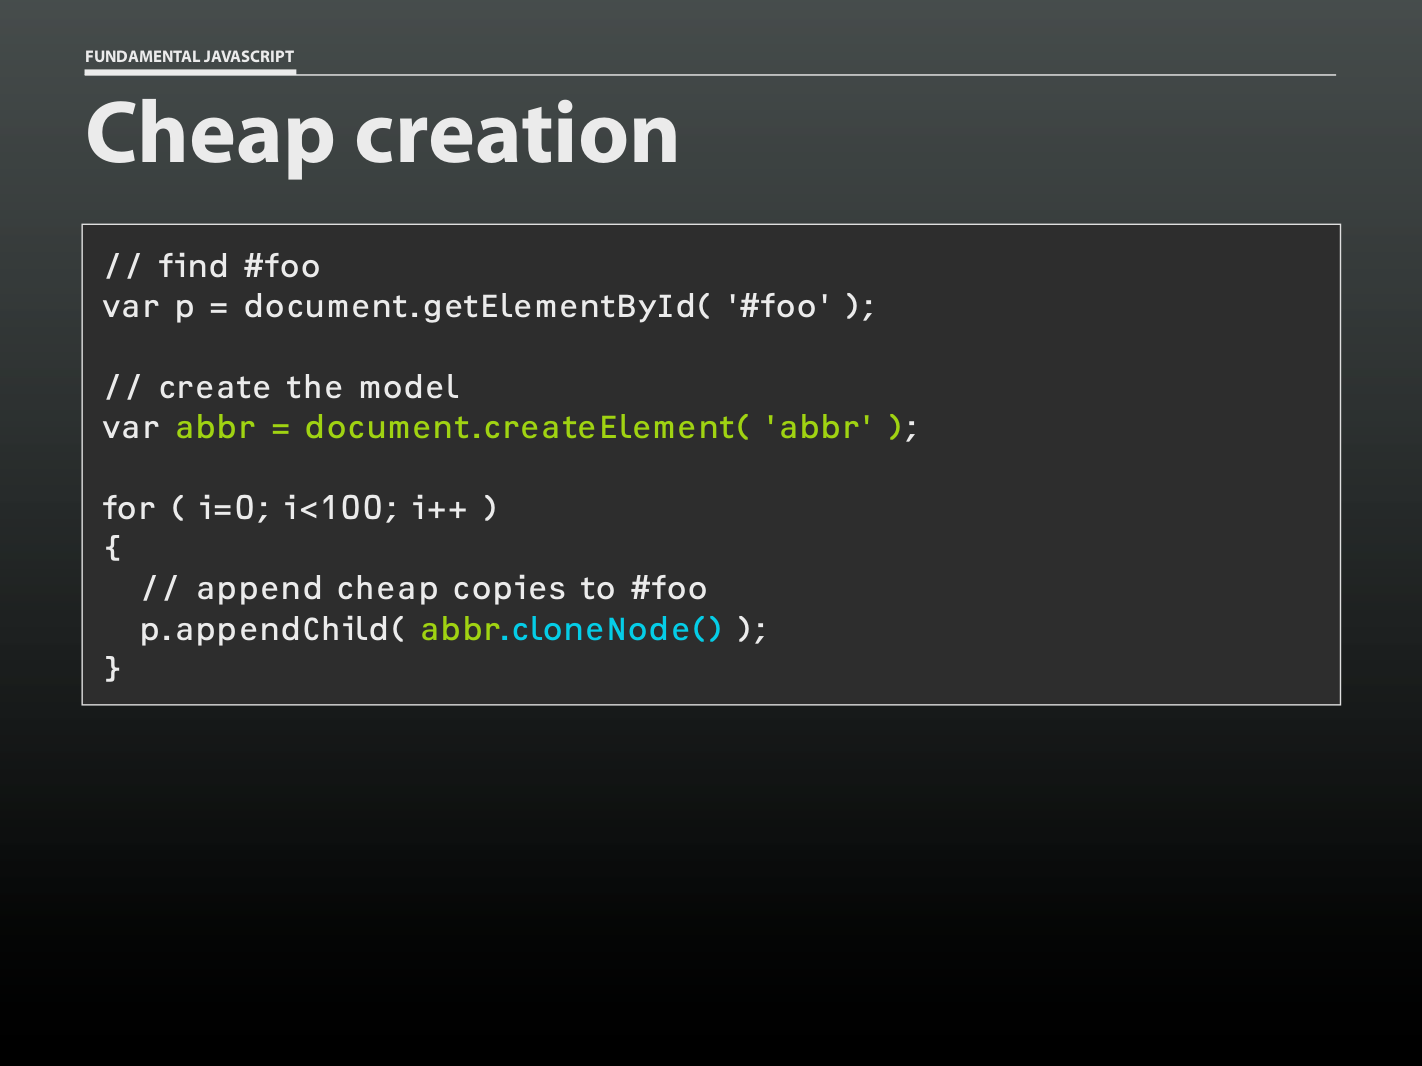 FUNDAMENTAL JAVASCRIPT
Cheap creation
// find #foo
var p = document.getElementById( '#foo' );
// create the model
var abbr = document.createElement( 'abbr' );
for ( i=0; i<100; i++ )
{
// append cheap copies to #foo
p.appendChild( abbr.cloneNode() );
}